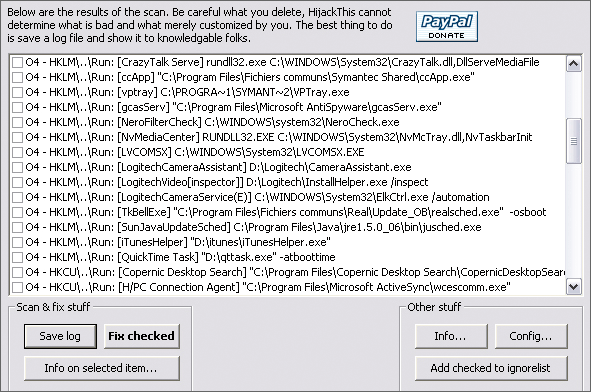 Below are the results of the scan. Be careful what you delete, HijackThis cannot
determine what is bad and what merely customized by you. The best thing to do
is save a log file and show it to knowledgable folks.
PayPal
DONATE
O4 - HKLM\..\Run: [CrazyTalk Serve] rundll32.exe C:\WINDOWS\System32\CrazyTalk.dll,DllServeMediaFile
O4 - HKLM\..\Run: [ccApp] "C:\Program Files\Fichiers communs\Symantec Shared\ccApp.exe"
O4 - HKLM\..\Run: [vptray] C:\PROGRA~1\SYMANT~2\VPTray.exe
O4 - HKLM\..\Run: [gcasServ] "C:\Program Files\Microsoft AntiSpyware\gcasServ.exe"
O4 - HKLM\..\Run: [NeroFilterCheck] C:\WINDOWS\system32\NeroCheck.exe
O4 - HKLM\..\Run: [NvMediaCenter] RUNDLL32.EXE C:\WINDOWS\System32\NvMcTray.dll,NvTaskbarInit
O4 - HKLM\..\Run: [LVCOMSX] C:\WINDOWS\System32\LVCOMSX.EXE
O4 - HKLM\..\Run: [LogitechCameraAssistant] D:\Logitech\CameraAssistant.exe
O4 - HKLM\..\Run: [LogitechVideo[inspector]] D:\Logitech\InstallHelper.exe /inspect
O4 - HKLM\..\Run: [LogitechCameraService(E)] C:\WINDOWS\System32\ElkCtrl.exe /automation
O4 - HKLM\..\Run: [TkBellExe] "C:\Program Files\Fichiers communs\Real\Update_OB\realsched.exe" -osboot
O4 - HKLM\..\Run: [SunJavaUpdateSched] C:\Program Files\Java\jre1.5.0_06\bin\jusched.exe
O4 - HKLM\..\Run: [iTunesHelper] "D:\itunes\iTunesHelper.exe"
O4 - HKLM\..\Run: [QuickTime Task] "D:\qttask.exe" -atboottime
O4 - HKCU\..\Run: [Copernic Desktop Search] "C:\Program Files\Copernic Desktop Search\CopernicDesktopSear
O4 - HKCU\..\Run: [H/PC Connection Agent] "C:\Program Files\Microsoft ActiveSync\wcescomm.exe"
Scan & fix stuff
Save log
Fix checked
Info on selected item...
Other stuff
Info...
Config...
Add checked to ignorelist